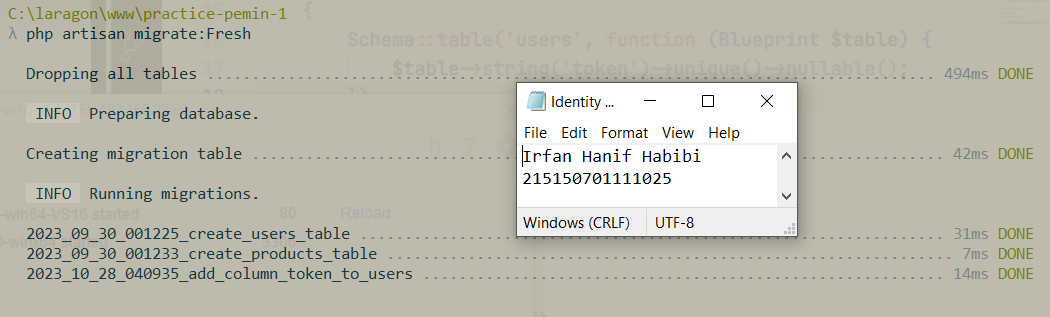 C:\laragon\www\practice-pemin-1
λ php artisan migrate:Fresh
Schema::table('users', function (Blueprint $table) {
$table->string('token')->unique()->nullable();
Dropping all tables ........ 494ms DONE
INFO Preparing database.
Creating migration table ........ 42ms DONE
INFO Running migrations.
-win64-VS16 started 80 Reload
2023_09_30_001225_create_users_table ........ 31ms DONE
2023_09_30_001233_create_products_table ........ 7ms DONE
2023_10_28_040935_add_column_token_to_users ........ 14ms DONE
Identity ...
File Edit Format View Help
Irfan Hanif Habibi
215150701111025
Windows (CRLF) UTF-8